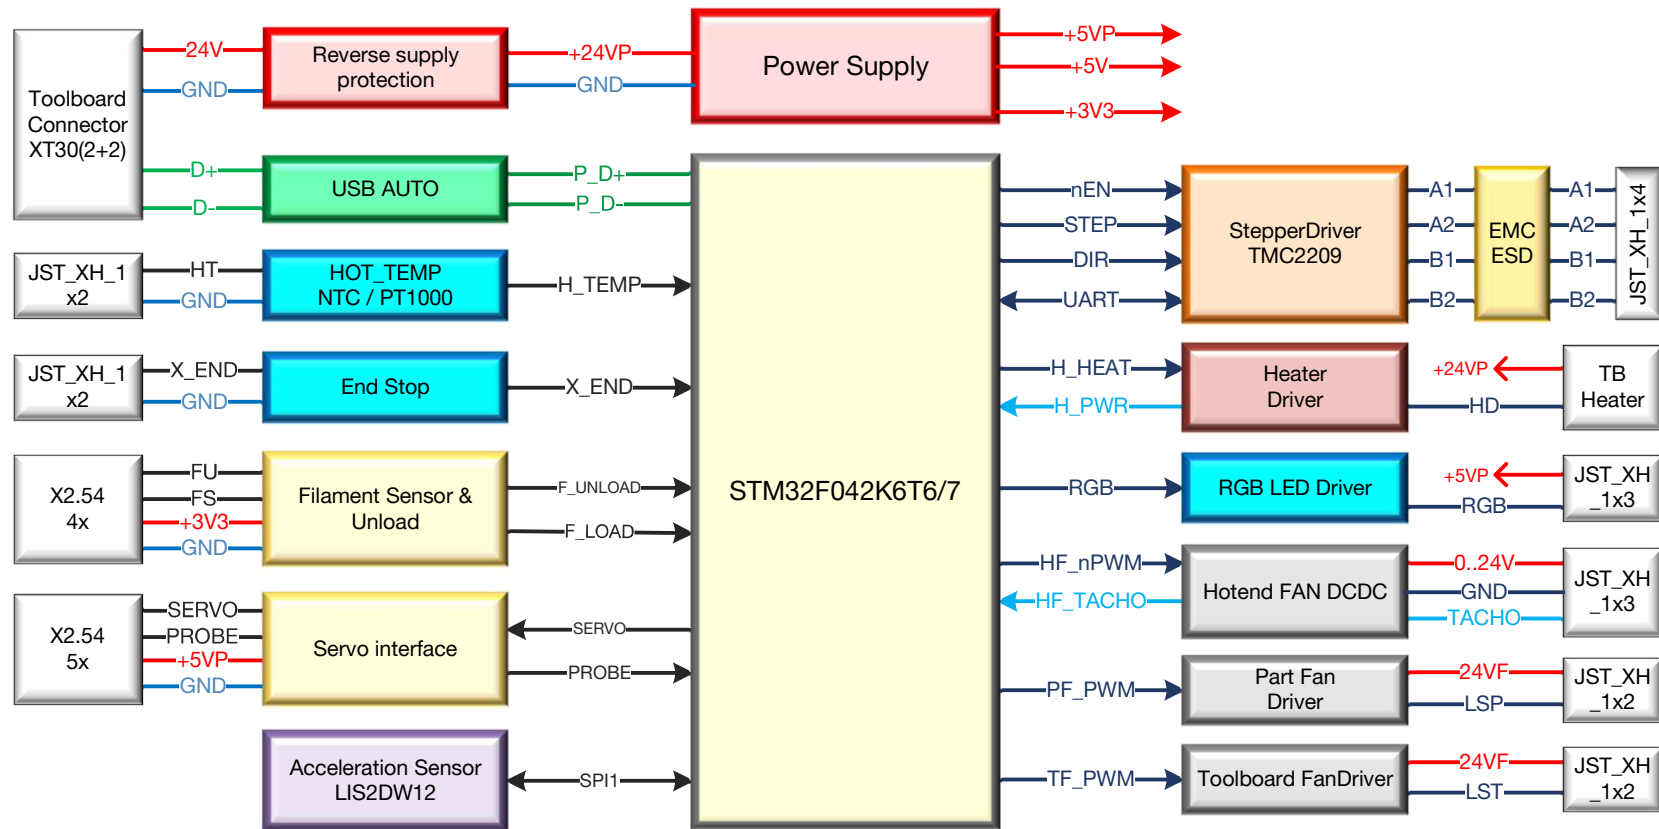 Toolboard
Connector
XT30(2+2)
24V
GND
D+
D-
Reverse supply
protection
+24VP
GND
Power Supply
+5VP
+5V
+3V3
USB AUTO
P_D+
P_D-
JST_XH_1
x2
HT
GND
HOT_TEMP
NTC / PT1000
H_TEMP
JST_XH_1
x2
X_END
GND
End Stop
X_END
X2.54
4x
FU
FS
+3V3
GND
Filament Sensor &
Unload
F_UNLOAD
F_LOAD
X2.54
5x
SERVO
PROBE
+5VP
GND
Servo interface
SERVO
PROBE
Acceleration Sensor
LIS2DW12
SPI1
STM32F042K6T6/7
nEN
STEP
DIR
UART
StepperDriver
TMC2209
A1
A2
B1
B2
EMC
ESD
A1
A2
B1
B2
JST_XH_1x4
H_HEAT
H_PWR
Heater
Driver
+24VP
HD
TB
Heater
RGB
RGB LED Driver
+5VP
RGB
JST_XH
_1x3
HF_nPWM
HF_TACHO
Hotend FAN DCDC
0..24V
GND
TACHO
JST_XH
_1x3
PF_PWM
Part Fan
Driver
24VF
LSP
JST_XH
_1x2
TF_PWM
Toolboard FanDriver
24VF
LST
JST_XH
_1x2